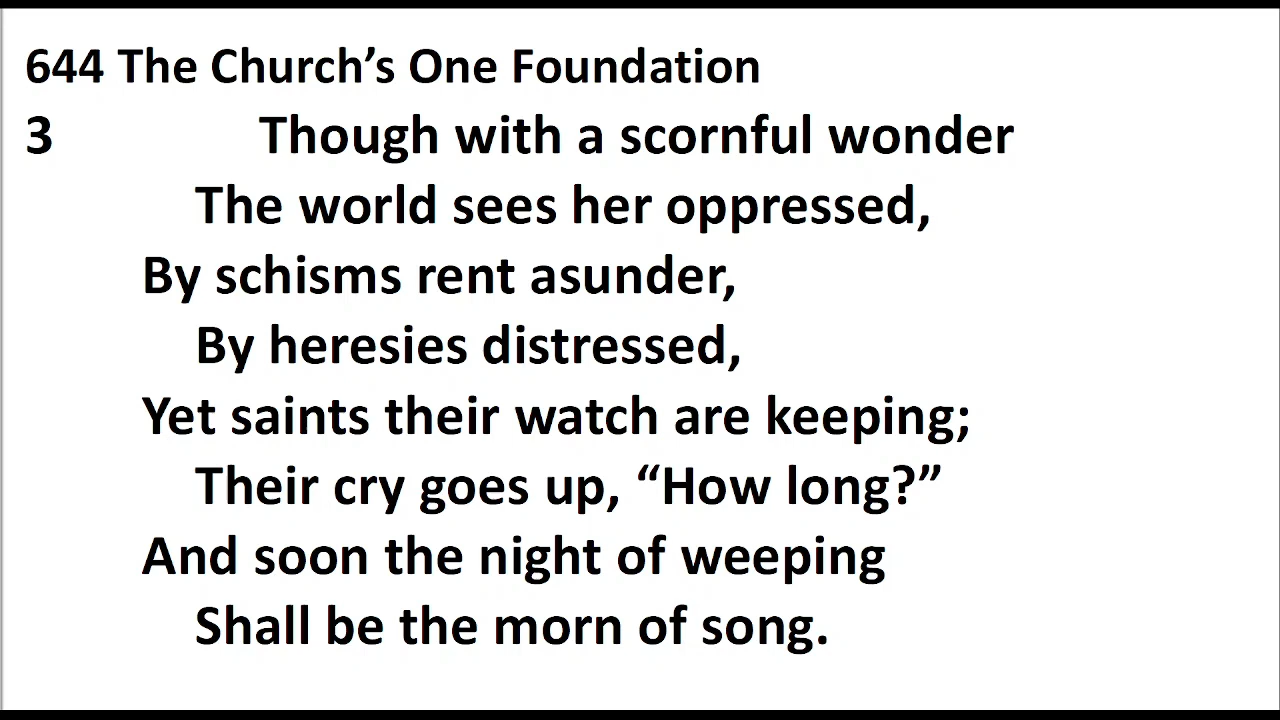 644 The Church’s One Foundation
3 Though with a scornful wonder
The world sees her oppressed,
By schisms rent asunder,
By heresies distressed,
Yet saints their watch are keeping;
Their cry goes up, “How long?”
And soon the night of weeping
Shall be the morn of song.